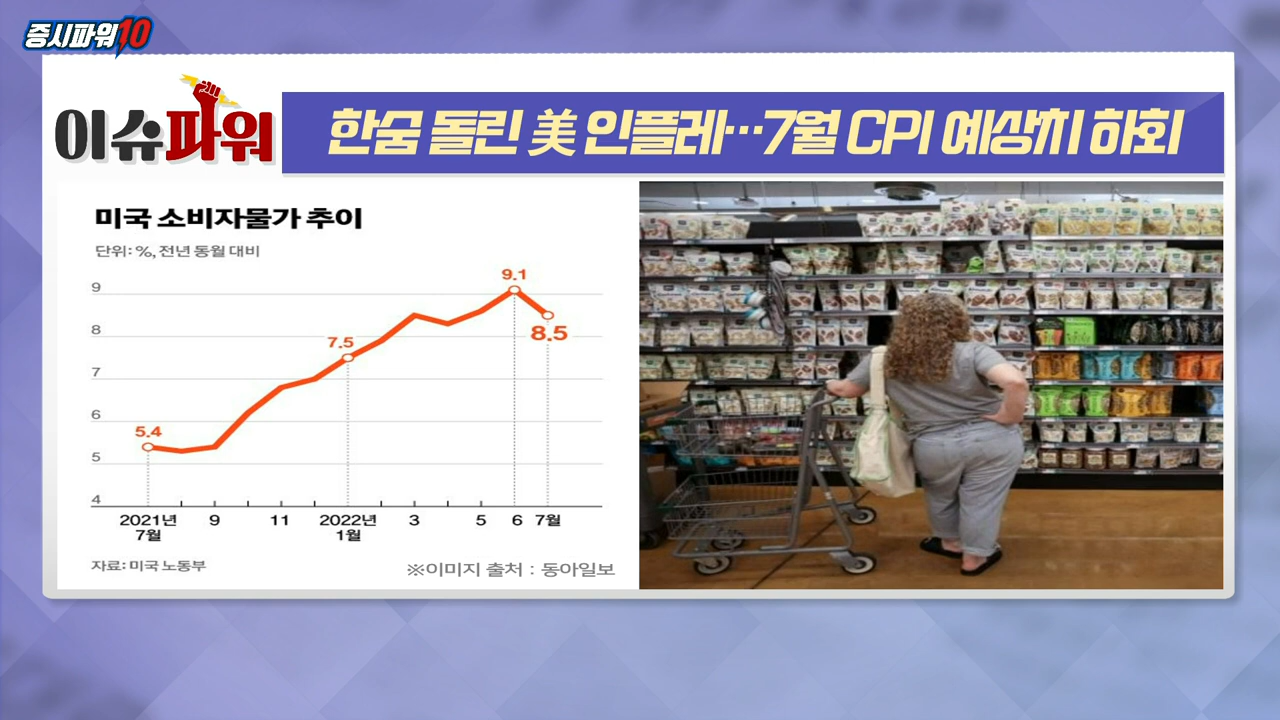 증시파워10
이슈파워
한숨 돌린 美 인플레…7월 CPI 예상치 하회
미국 소비자물가 추이
단위: %, 전년 동월 대비
9
8
7
6
5
4
5.4
7.5
9.1
8.5
2021년 9 11 2022년 3 5 6 7월
7월 1월
자료: 미국 노동부
※이미지 출처 : 동아일보